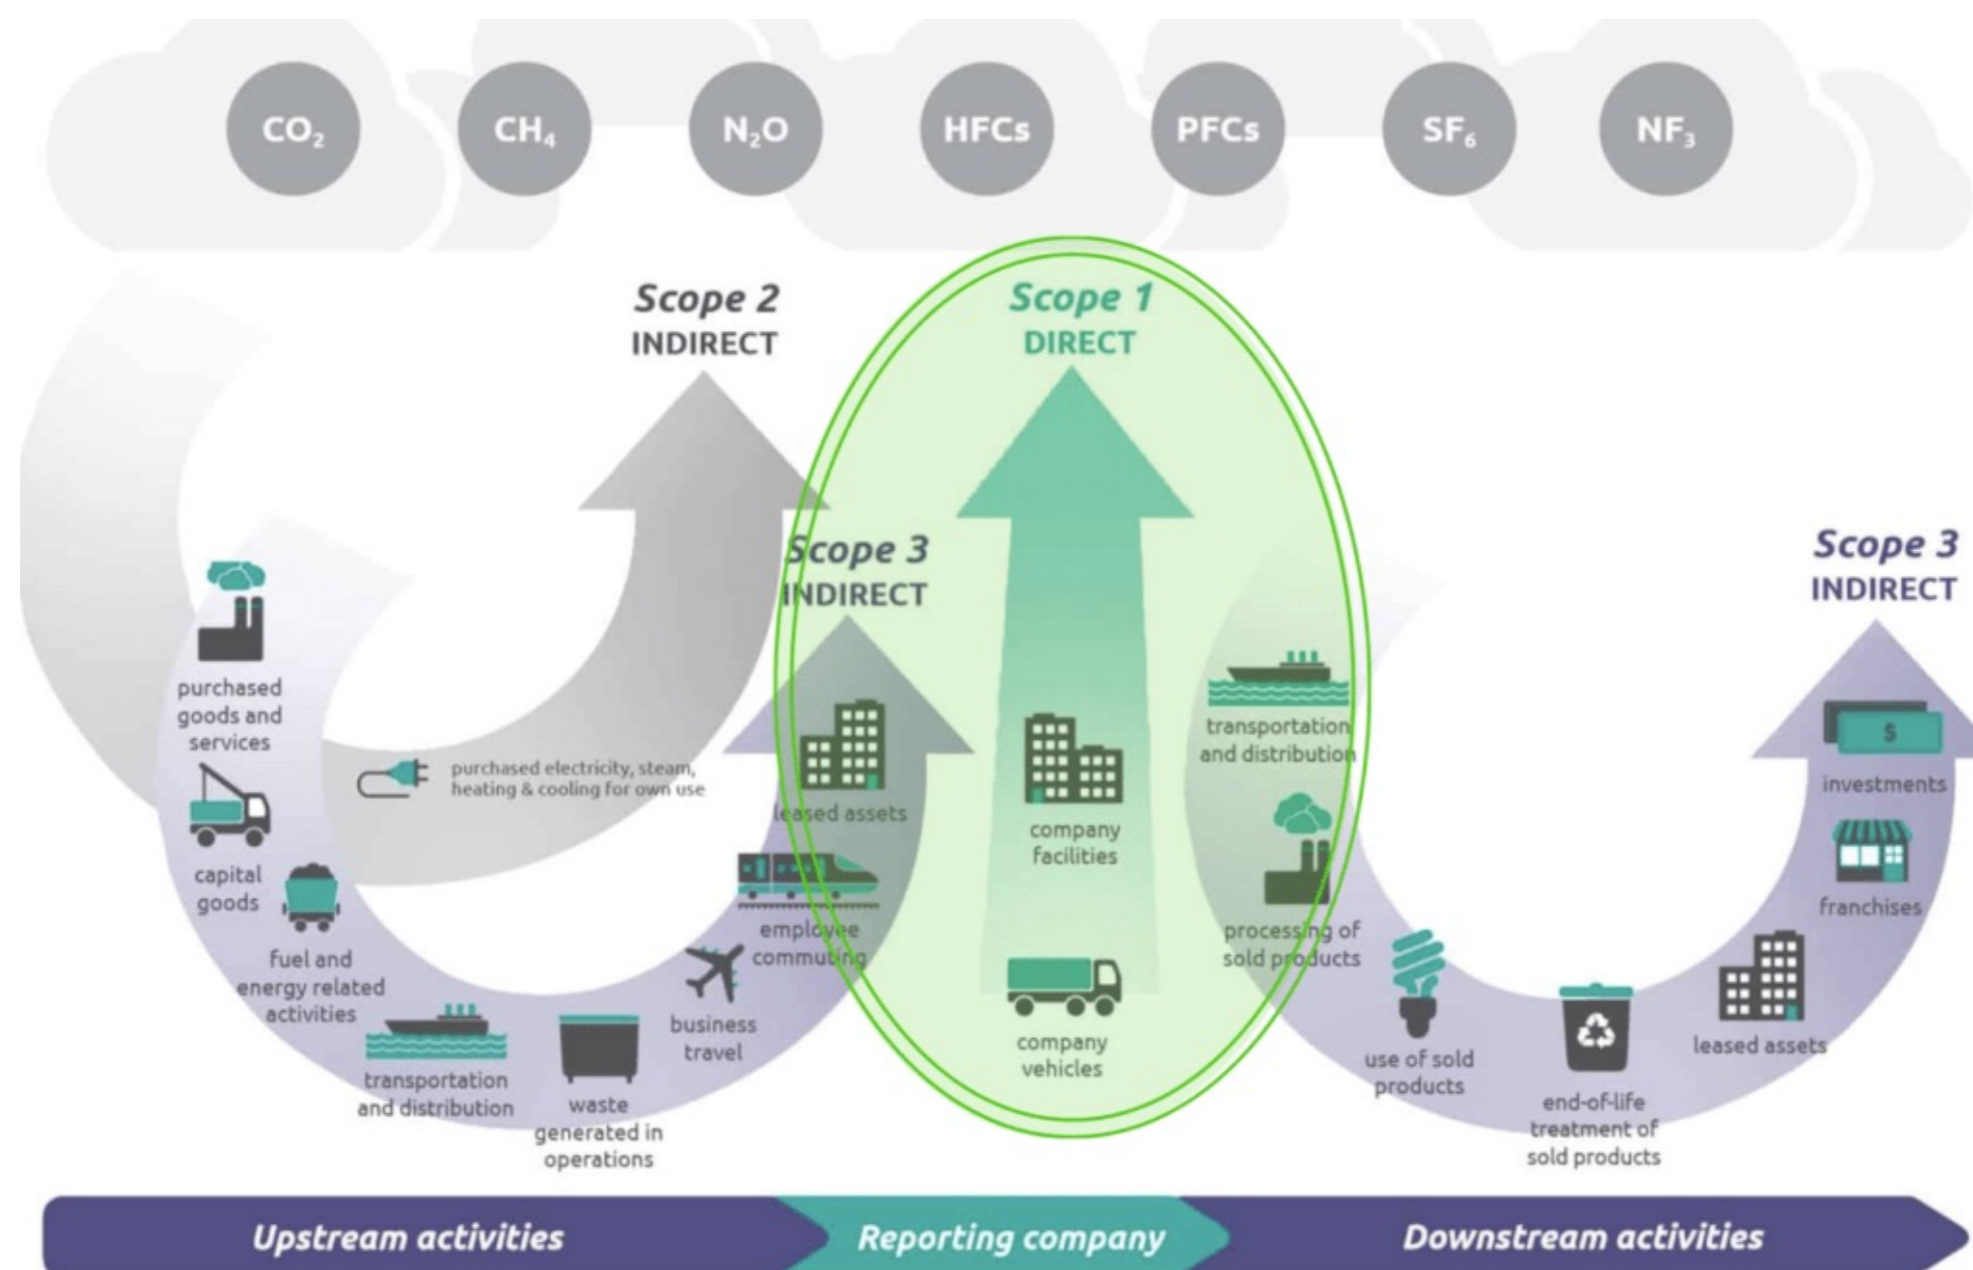 CO₂
CH₄
N₂O
HFCs
PFCs
SF₆
NF₃
Scope 2
INDIRECT
Scope 1
DIRECT
Scope 3
INDIRECT
Scope 3
INDIRECT
purchased
goods and
services
capital
goods
fuel and
energy related
activities
purchased electricity, steam,
heating & cooling for own use
transportation
and distribution
waste
generated in
operations
business
travel
employee
commuting
leased assets
company
facilities
company
vehicles
transportation
and distribution
processing of
sold products
use of sold
products
end-of-life
treatment of
sold products
leased assets
franchises
$
investments
Upstream activities
Reporting company
Downstream activities